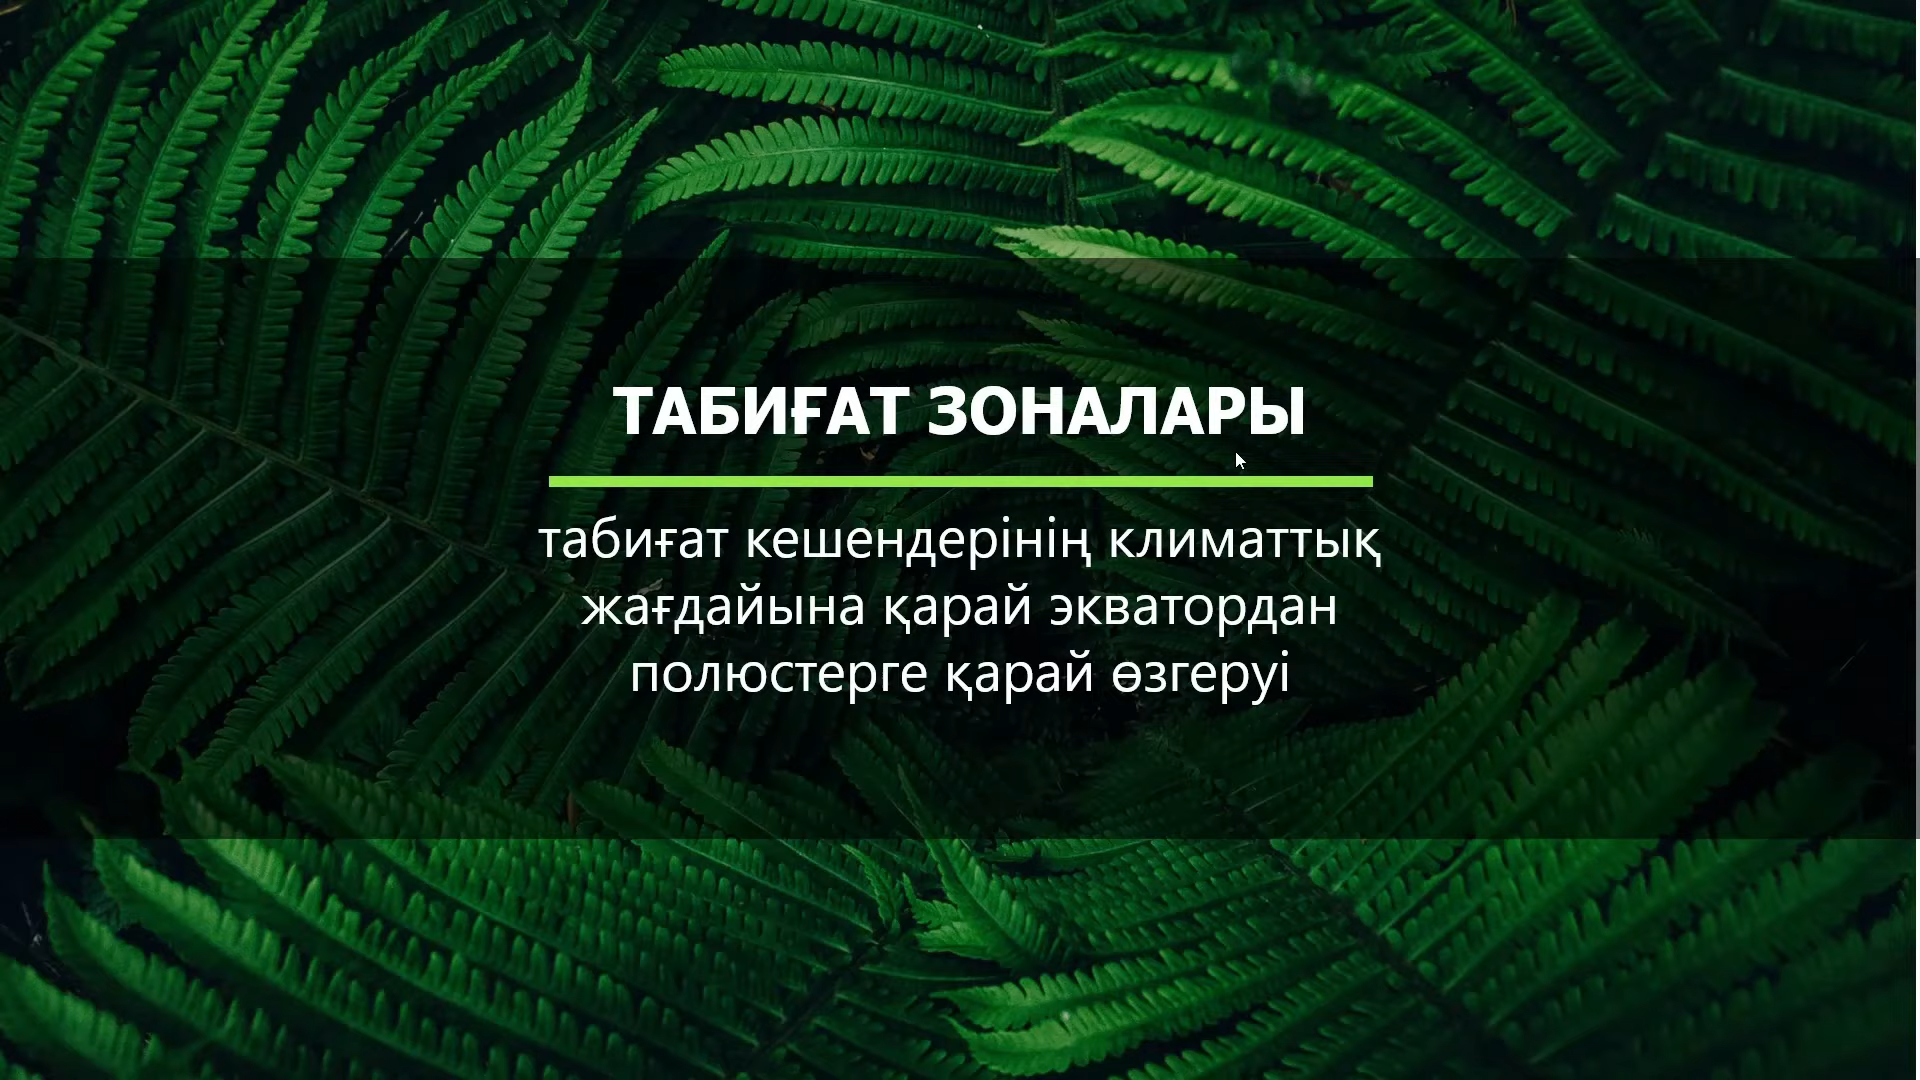 ТАБИҒАТ ЗОНАЛАРЫ
табиғат кешендерінің климаттық
жағдайына қарай экватордан
полюстерге қарай өзгеруі